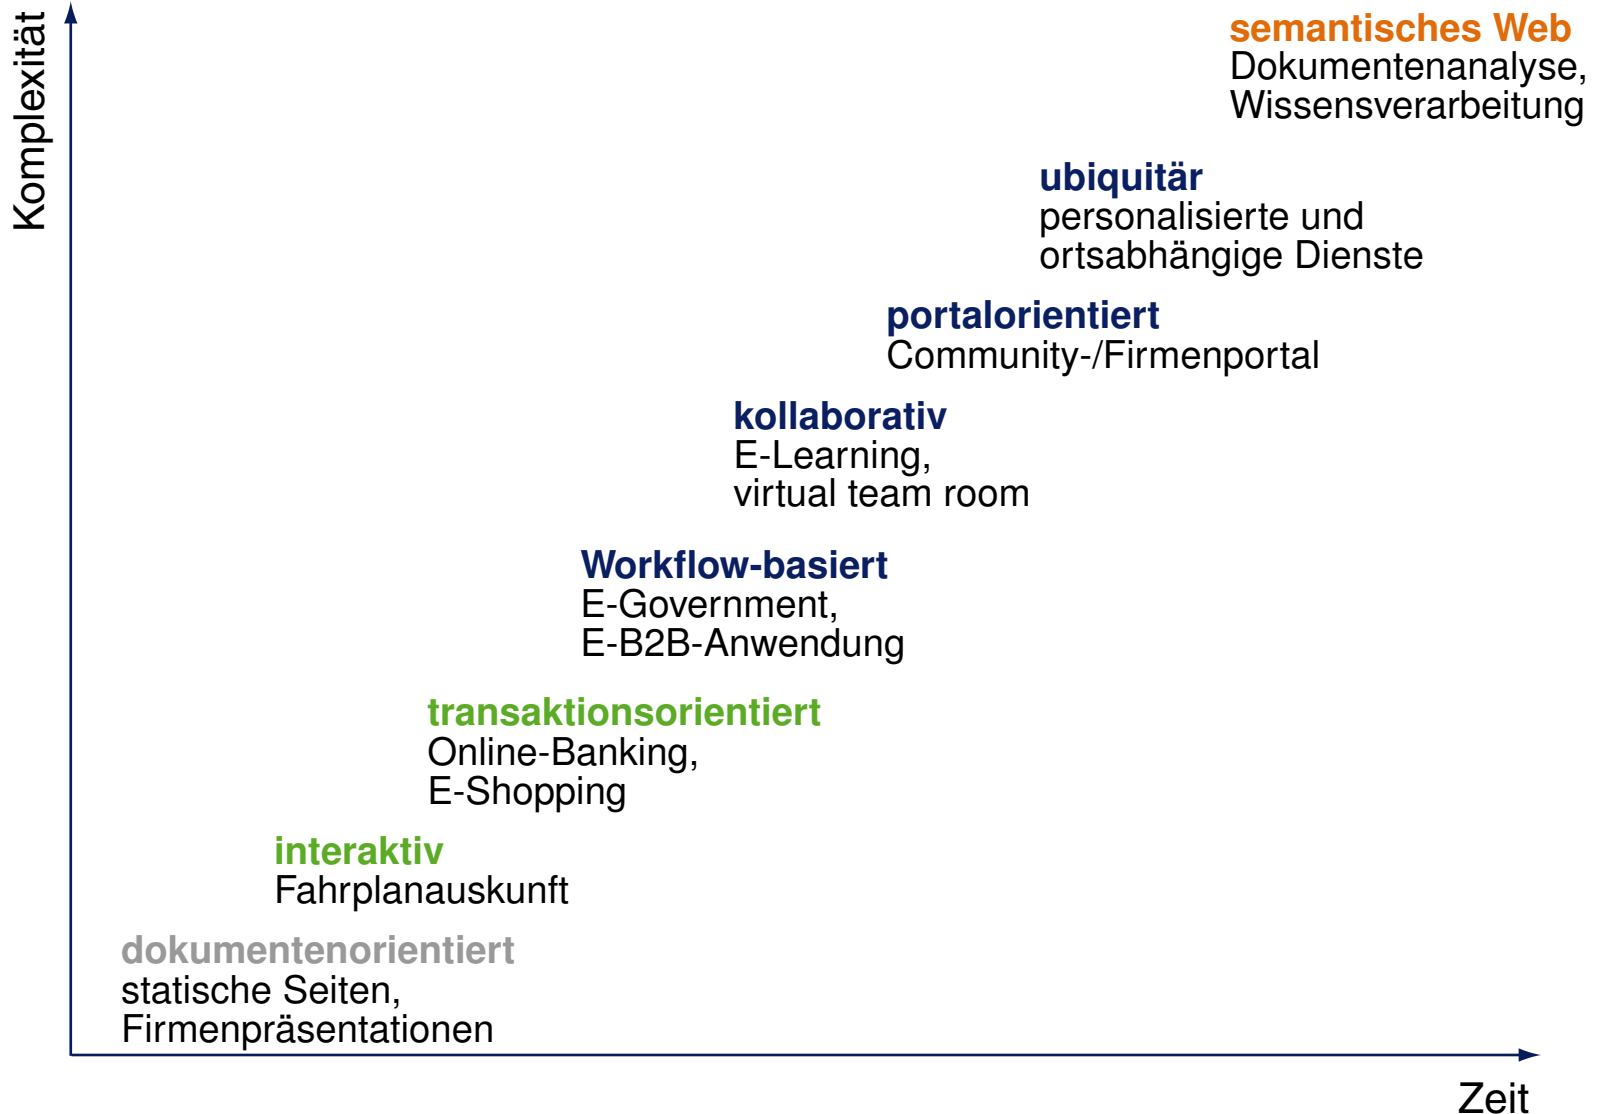 Komplexität
semantisches Web
Dokumentenanalyse,
Wissensverarbeitung
ubiquitär
personalisierte und
ortsabhängige Dienste
portalorientiert
Community-/Firmenportal
kollaborativ
E-Learning,
virtual team room
Workflow-basiert
E-Government,
E-B2B-Anwendung
transaktionsorientiert
Online-Banking,
E-Shopping
interaktiv
Fahrplanauskunft
dokumentenorientiert
statische Seiten,
Firmenpräsentationen
Zeit